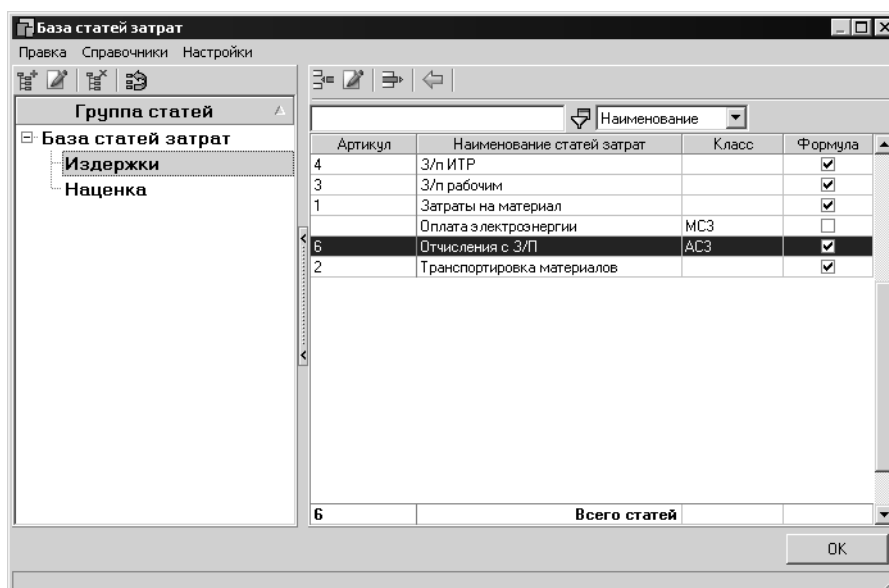 База статей затрат
Правка Справочники Настройки
Группа статей
База статей затрат
Издержки
Наценка
Наименование
Артикул Наименование статей затрат Класс Формула
4 З/п ИТР
3 З/п рабочим
1 Затраты на материал
Оплата электроэнергии МСЗ
6 Отчисления с З/П АСЗ
2 Транспортировка материалов
6 Всего статей
OK